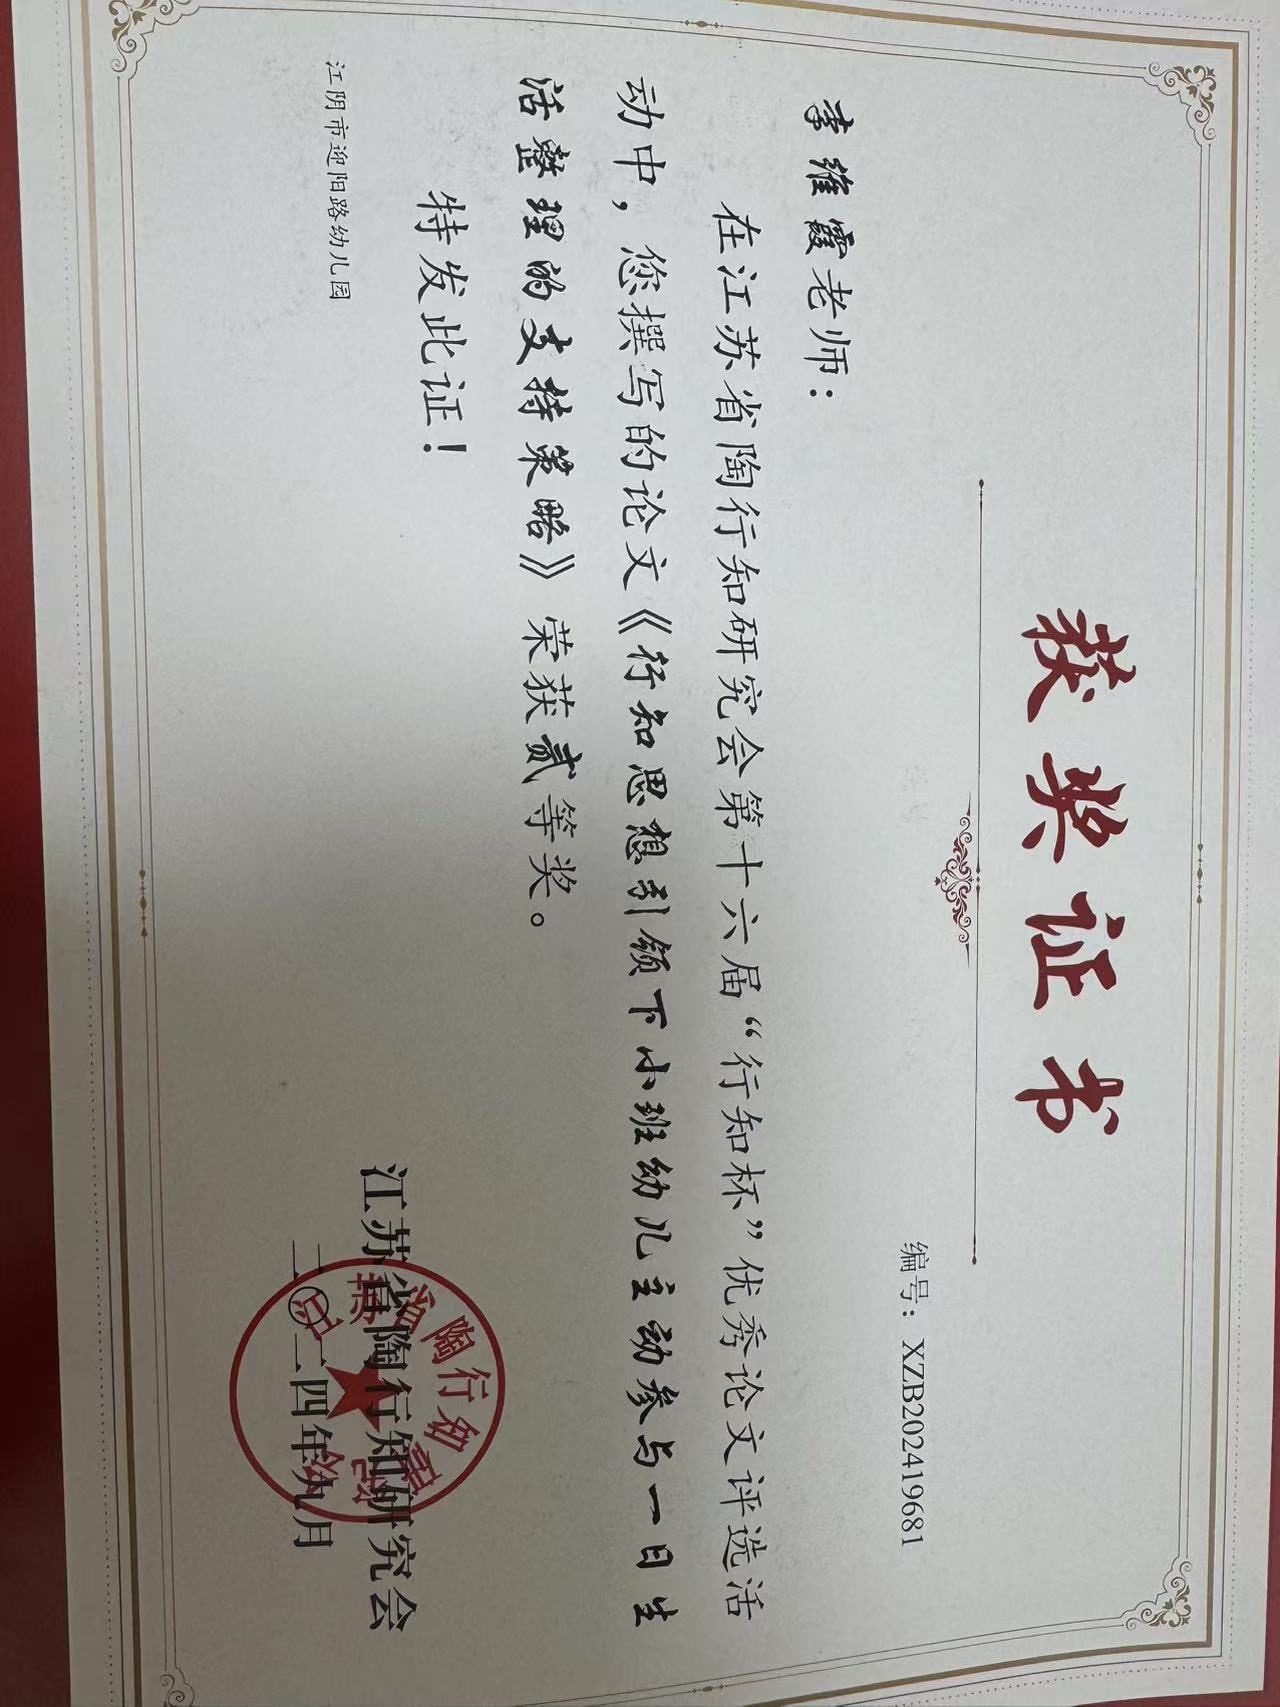 获奖证书
编号：XZB202419681
李维霞老师：
在江苏省陶行知研究会第十六届“行知杯”优秀论文评选活
动中，您撰写的论文《行知思想引领下小班幼儿主动参与一日生
活整理的支持策略》荣获贰等奖。
特发此证！
江阴市迎阳路幼儿园
江苏省陶行知研究会
二〇二四年九月